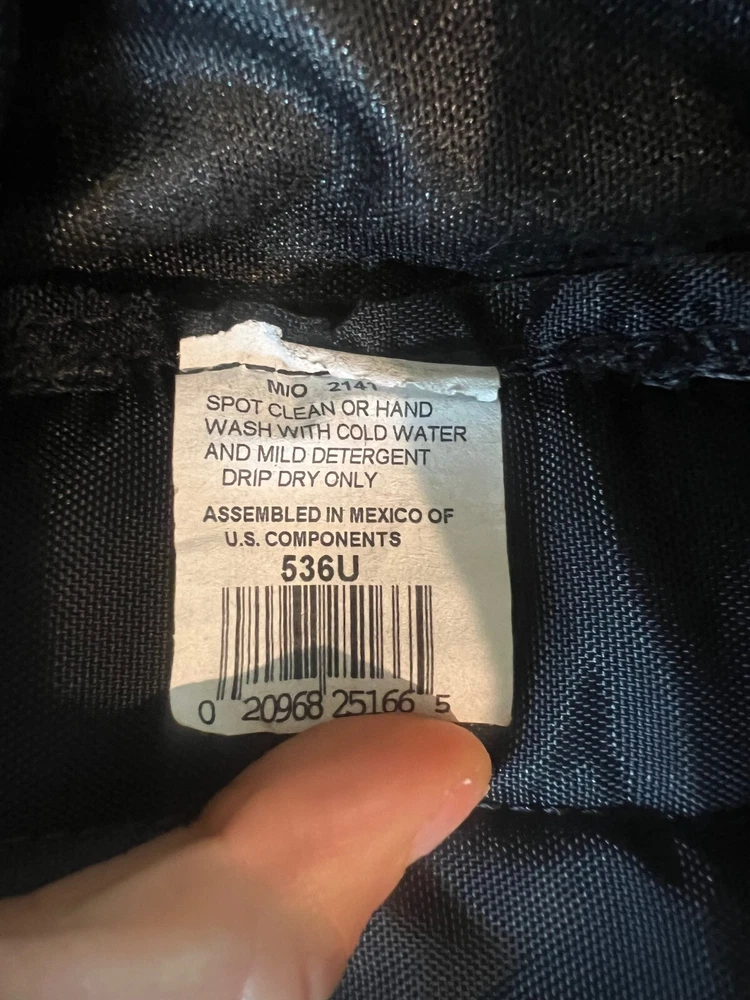 MIO 2141
SPOT CLEAN OR HAND
WASH WITH COLD WATER
AND MILD DETERGENT
DRIP DRY ONLY
ASSEMBLED IN MEXICO OF
U.S. COMPONENTS
536U
0 20968 25166 5